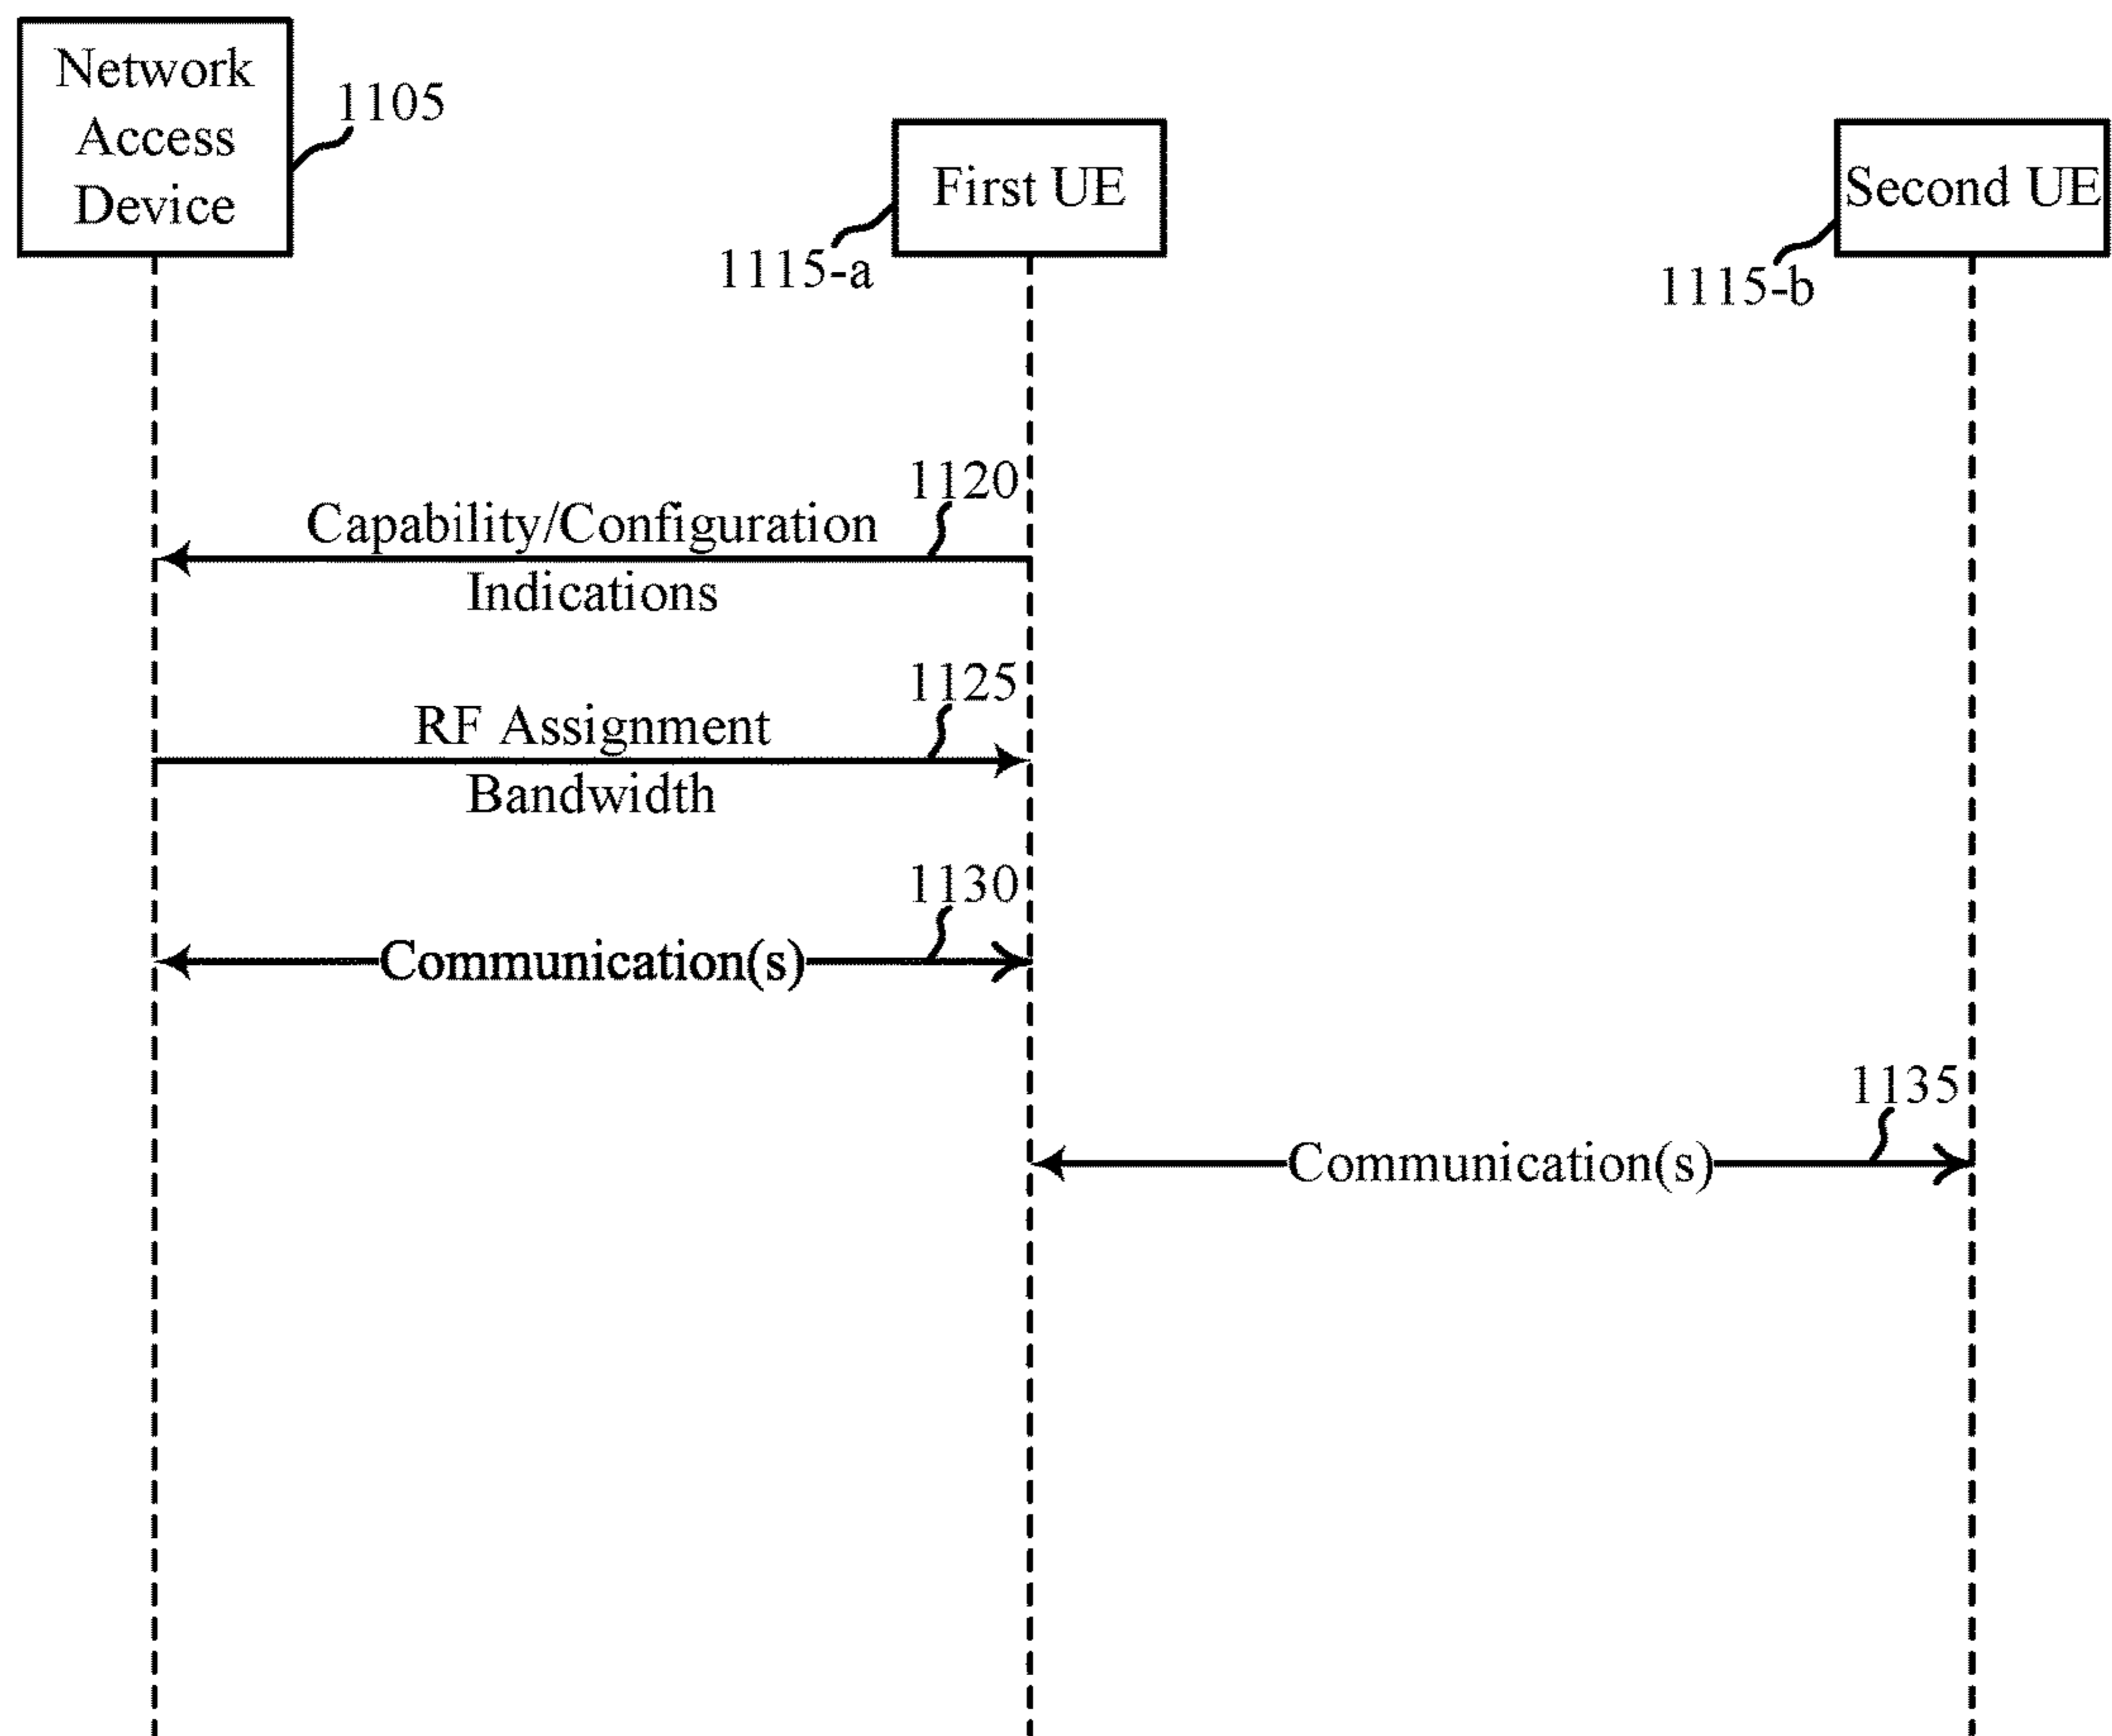 Network
Access
Device
1105
First UE
1115-a
Second UE
1115-b
1120
Capability/Configuration
Indications
1125
RF Assignment
Bandwidth
1130
Communication(s)
1135
Communication(s)